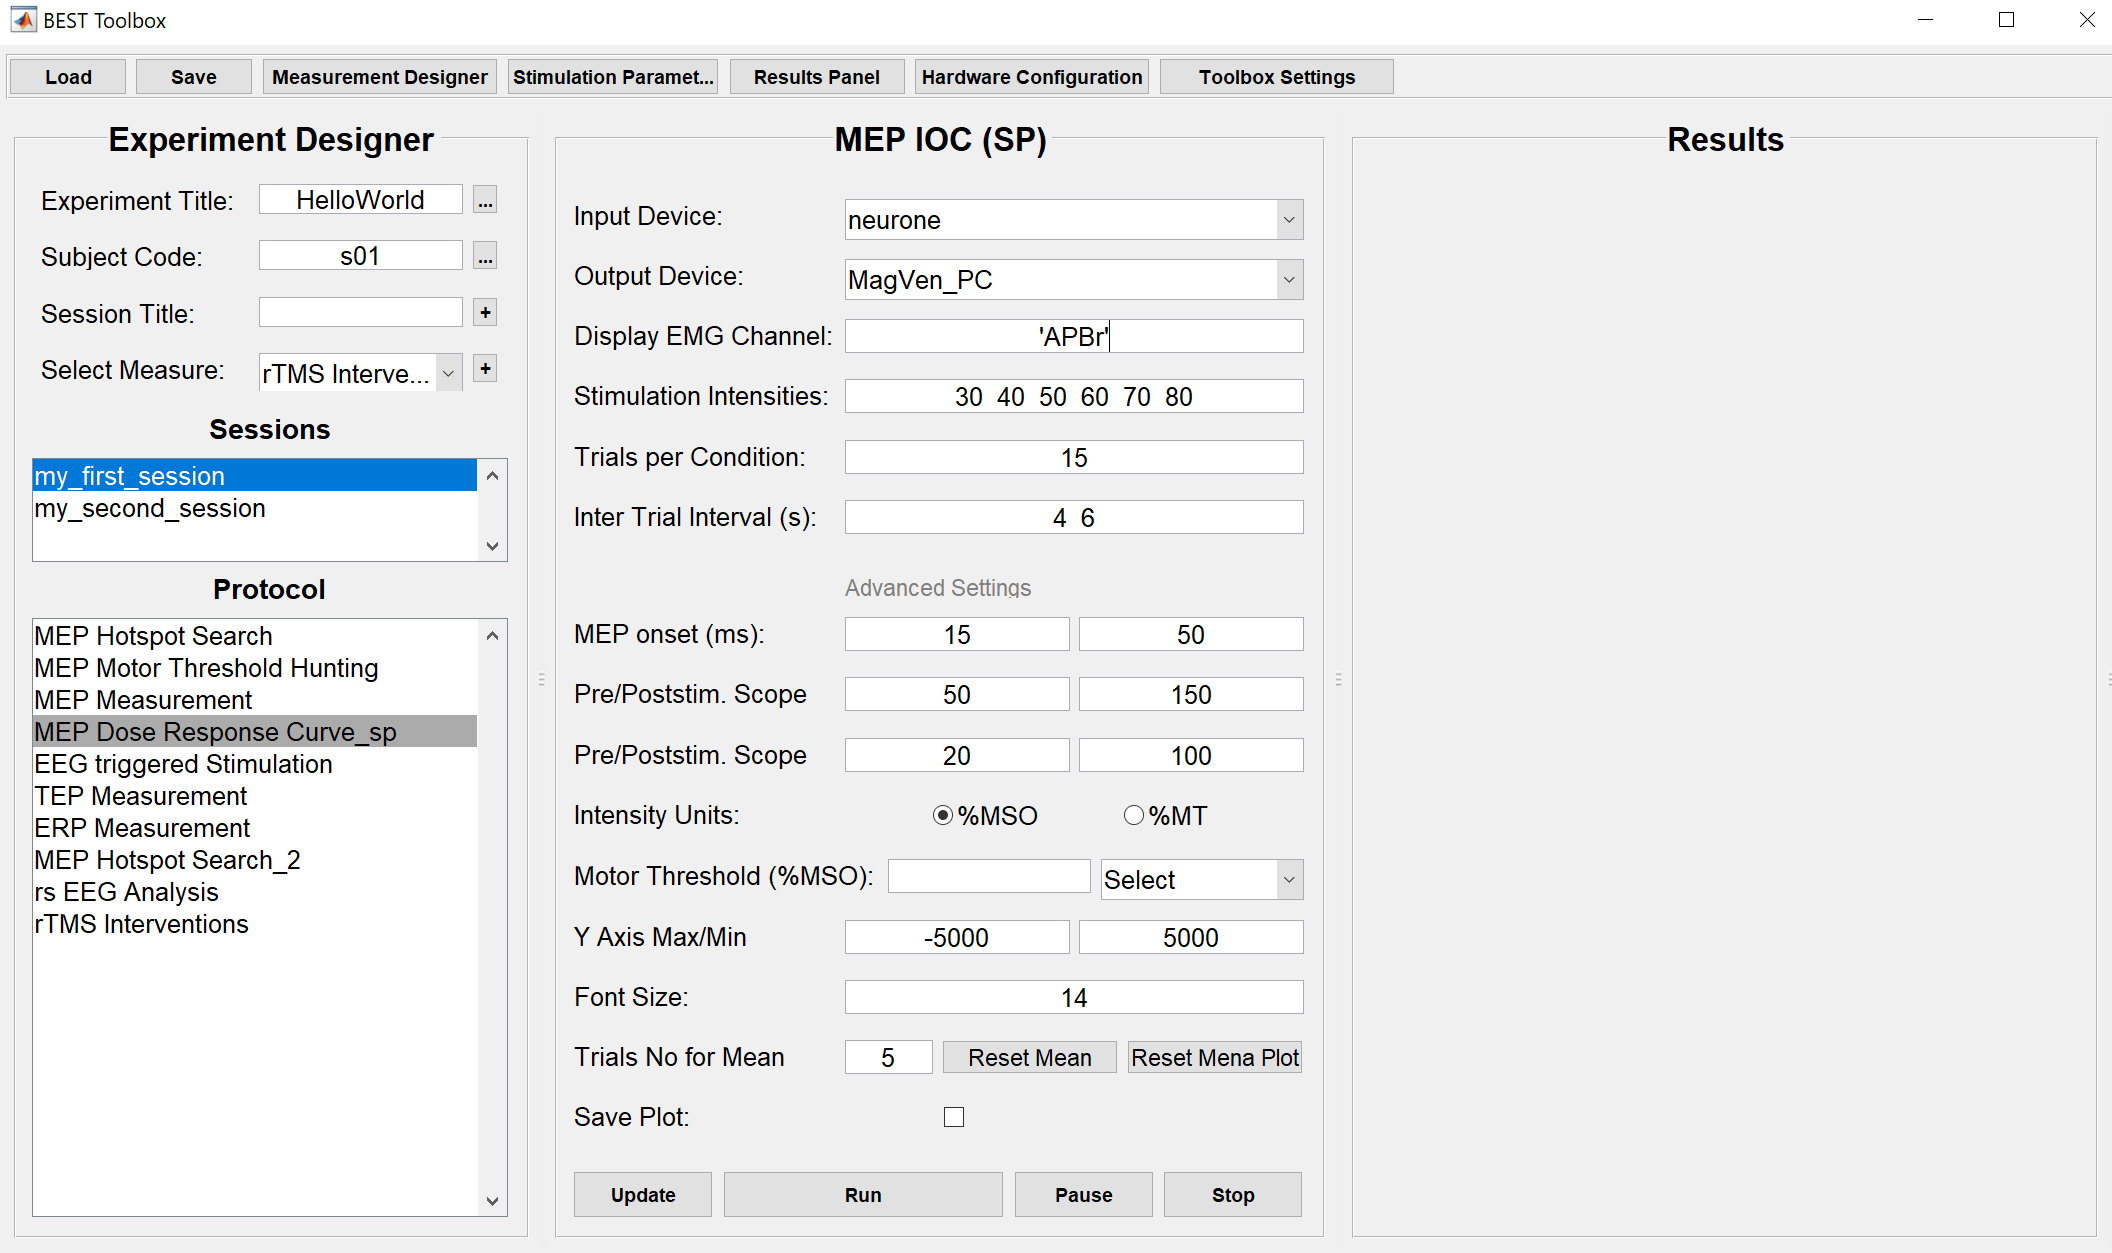 BEST Toolbox
Load Save Measurement Designer Stimulation Paramet... Results Panel Hardware Configuration Toolbox Settings
Experiment Designer
Experiment Title: HelloWorld ...
Subject Code: s01 ...
Session Title: +
Select Measure: rTMS Interve... +
Sessions
my_first_session
my_second_session
Protocol
MEP Hotspot Search
MEP Motor Threshold Hunting
MEP Measurement
MEP Dose Response Curve_sp
EEG triggered Stimulation
TEP Measurement
ERP Measurement
MEP Hotspot Search_2
rs EEG Analysis
rTMS Interventions
MEP IOC (SP)
Input Device: neurone
Output Device: MagVen_PC
Display EMG Channel: 'APBr'
Stimulation Intensities: 30 40 50 60 70 80
Trials per Condition: 15
Inter Trial Interval (s): 4 6
Advanced Settings
MEP onset (ms): 15 50
Pre/Poststim. Scope 50 150
Pre/Poststim. Scope 20 100
Intensity Units: %MSO %MT
Motor Threshold (%MSO): Select
Y Axis Max/Min -5000 5000
Font Size: 14
Trials No for Mean 5 Reset Mean Reset Mena Plot
Save Plot:
Update Run Pause Stop
Results